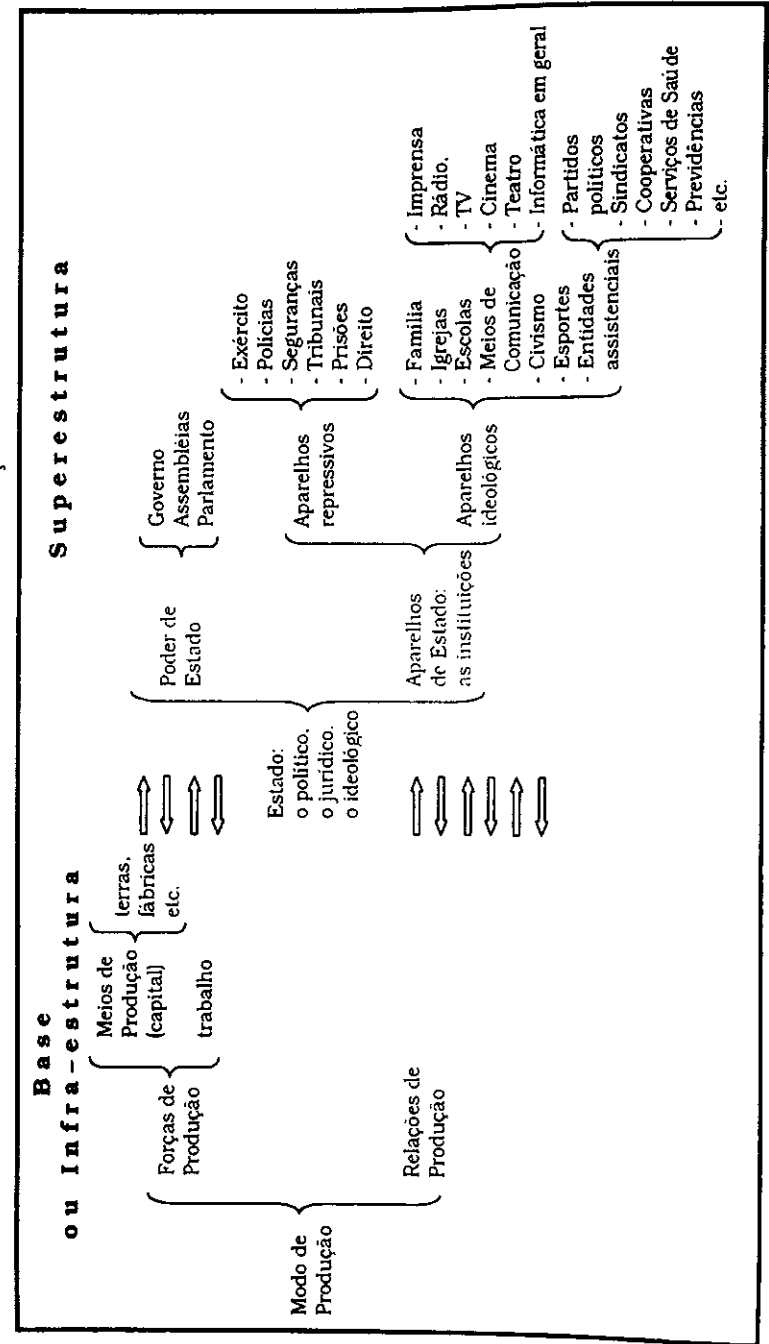 Base
ou Infra-estrutura
Modo de
Produção
Forças de
Produção
Meios de
Produção
(capital)
terras,
fábricas
etc.
trabalho
Relações de
Produção
Superestrutura
Estado:
o político.
o jurídico.
o ideológico
Poder de
Estado
Governo
Assembléias
Parlamento
Aparelhos
de Estado:
as instituições
Aparelhos
repressivos
- Exército
- Polícias
- Seguranças
- Tribunais
- Prisões
- Direito
Aparelhos
ideológicos
- Família
- Igrejas
- Escolas
- Meios de
Comunicação
- Civismo
- Esportes
- Entidades
assistenciais
- Imprensa
- Rádio.
- TV
- Cinema
- Teatro
- Informática em geral
- Partidos
políticos
- Sindicatos
- Cooperativas
- Serviços de Saúde
- Previdências
- etc.